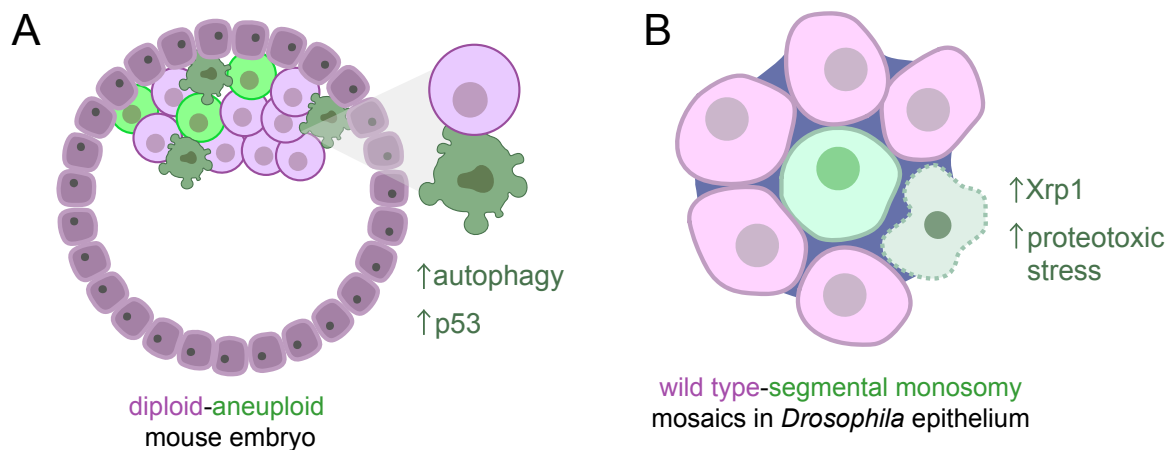 A
↑autophagy
↑p53
diploid-aneuploid
mouse embryo
B
↑Xrp1
↑proteotoxic
stress
wild type-segmental monosomy
mosaics in Drosophila epithelium